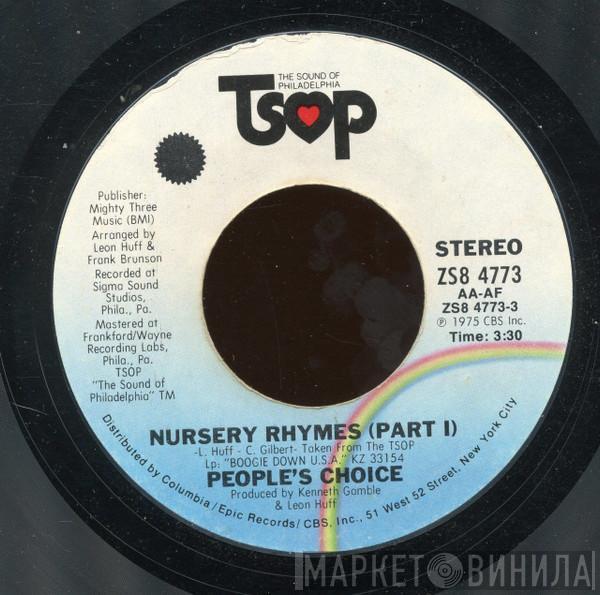 THE SOUND OF
PHILADELPHIA
TSOP
Publisher:
Mighty Three
Music (BMI)
Arranged by
Leon Huff &
Frank Brunson
Recorded at
Sigma Sound
Studios,
Phila., Pa.
Mastered at
Frankford/Wayne
Recording Labs,
Phila., Pa.
TSOP
"The Sound of
Philadelphia" TM
STEREO
ZS8 4773
AA-AF
ZS8 4773-3
℗ 1975 CBS Inc.
Time: 3:30
NURSERY RHYMES (PART I)
-L. Huff - C. Gilbert- Taken From The TSOP
Lp: "BOOGIE DOWN U.S.A." KZ 33154
PEOPLE'S CHOICE
Produced by Kenneth Gamble
& Leon Huff
Distributed by Columbia/Epic Records/CBS, Inc., 51 West 52 Street, New York City
МАРКЕТ ВИНИЛА